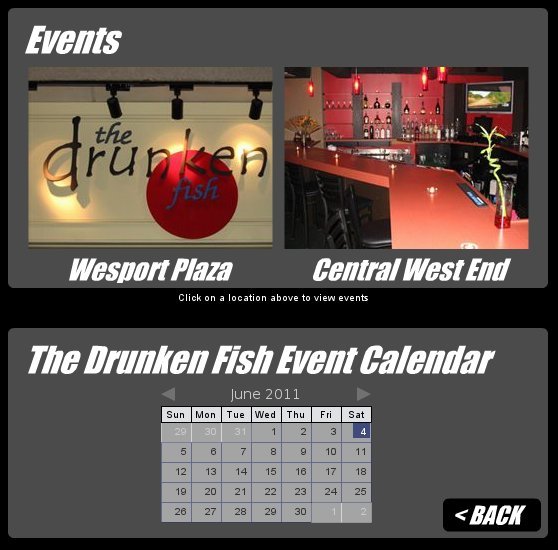 Events
the
drunken
fish
Wesport Plaza
Central West End
Click on a location above to view events
The Drunken Fish Event Calendar
June 2011
Sun Mon Tue Wed Thu Fri Sat
29 30 31 1 2 3 4
5 6 7 8 9 10 11
12 13 14 15 16 17 18
19 20 21 22 23 24 25
26 27 28 29 30 1 2
< BACK